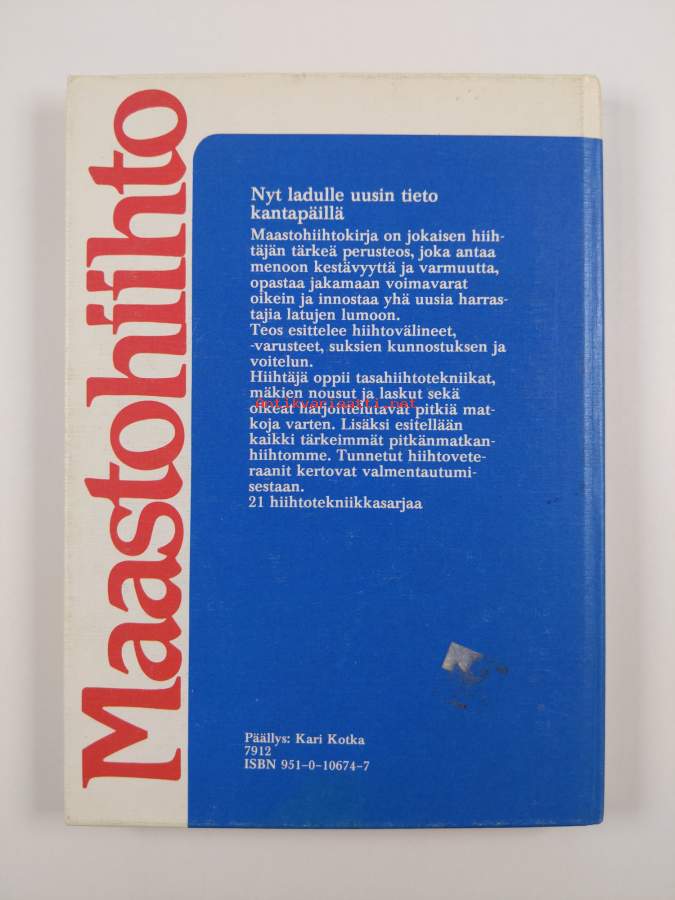 Maastohiihto
Nyt ladulle uusin tieto
kantapäillä
Maastohiihtokirja on jokaisen hiih-
täjän tärkeä perusteos, joka antaa
menoon kestävyyttä ja varmuutta,
opastaa jakamaan voimavarat
oikein ja innostaa yhä uusia harras-
tajia latujen lumoon.
Teos esittelee hiihtovälineet,
-varusteet, suksien kunnostuksen ja
voitelun.
Hiihtäjä oppii tasahiihtotekniikat,
mäkien nousut ja laskut sekä
antikvariaatti.net
oikeat harjoittelutavat pitkiä mat-
koja varten. Lisäksi esitellään
kaikki tärkeimmät pitkänmatkan-
hiihtomme. Tunnetut hiihtovete-
raanit kertovat valmentautumi-
sestaan.
21 hiihtotekniikkasarjaa
Päällys: Kari Kotka
7912
ISBN 951-0-10674-7